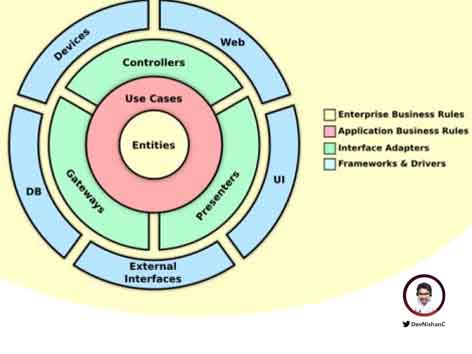 Devices
Web
Controllers
Use Cases
Entities
Gateways
Presenters
DB
UI
External
Interfaces
Enterprise Business Rules
Application Business Rules
Interface Adapters
Frameworks & Drivers
DevNishanC